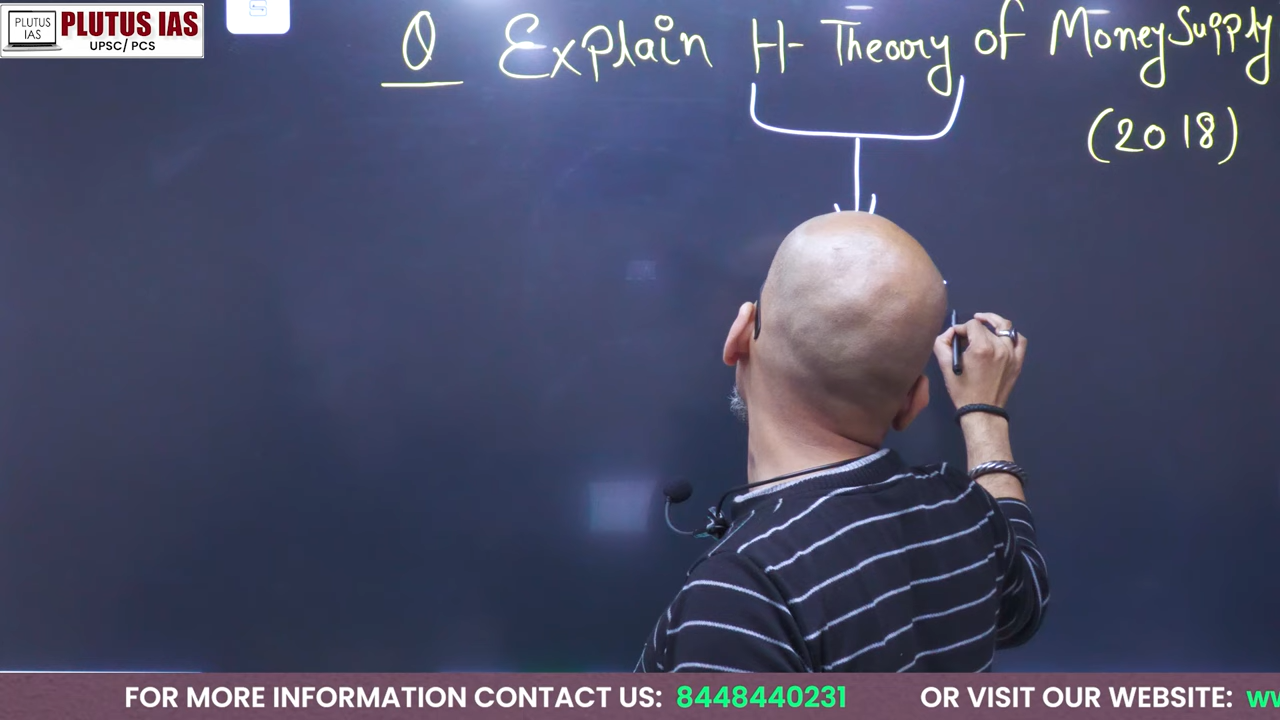 PLUTUS IAS
PLUTUS IAS
UPSC/ PCS
Q Explain H- Theory of Money Supply
(2018)
FOR MORE INFORMATION CONTACT US: 8448440231 OR VISIT OUR WEBSITE: